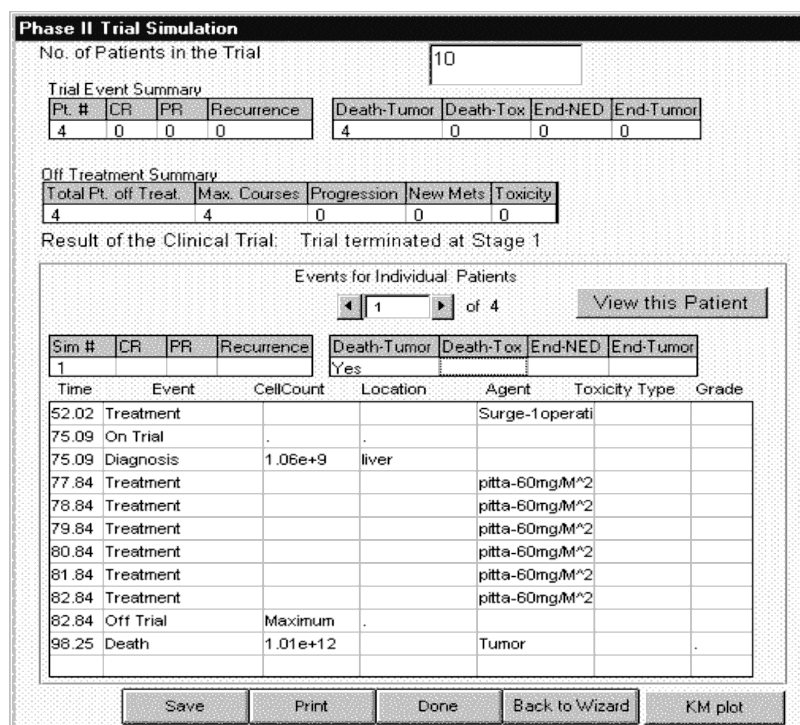 Phase II Trial Simulation
No. of Patients in the Trial 10
Trial Event Summary
Pt. # CR PR Recurrence Death-Tumor Death-Tox End-NED End-Tumor
4 0 0 0 4 0 0 0
Off Treatment Summary
Total Pt. off Treat. Max. Courses Progression New Mets Toxicity
4 4 0 0 0
Result of the Clinical Trial: Trial terminated at Stage 1
Events for Individual Patients
1 of 4 View this Patient
Sim # CR PR Recurrence Death-Tumor Death-Tox End-NED End-Tumor
1 Yes
Time Event CellCount Location Agent Toxicity Type Grade
52.02 Treatment Surge-1operati
75.09 On Trial . .
75.09 Diagnosis 1.06e+9 liver
77.84 Treatment pitta-60mg/M^2
78.84 Treatment pitta-60mg/M^2
79.84 Treatment pitta-60mg/M^2
80.84 Treatment pitta-60mg/M^2
81.84 Treatment pitta-60mg/M^2
82.84 Treatment pitta-60mg/M^2
82.84 Off Trial Maximum .
98.25 Death 1.01e+12 Tumor .
Save Print Done Back to Wizard KM plot